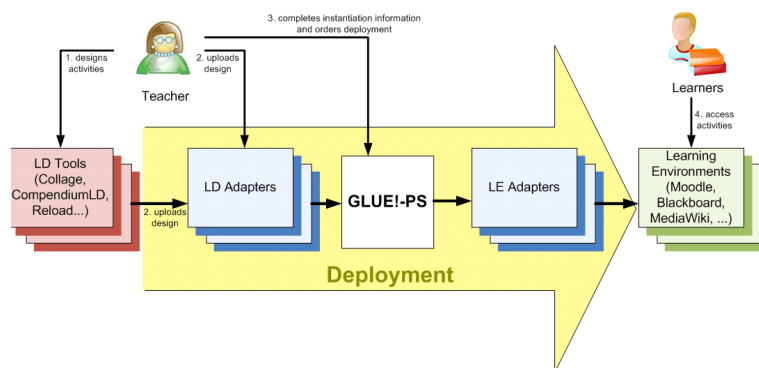 3. completes instantiation information
and orders deployment
1. designs
activities
2. uploads
design
Teacher
Learners
4. access
activities
LD Tools
(Collage,
CompendiumLD,
Reload...)
2. uploads
design
LD Adapters
GLUE!-PS
LE Adapters
Learning
Environments
(Moodle,
Blackboard,
MediaWiki, ...)
Deployment